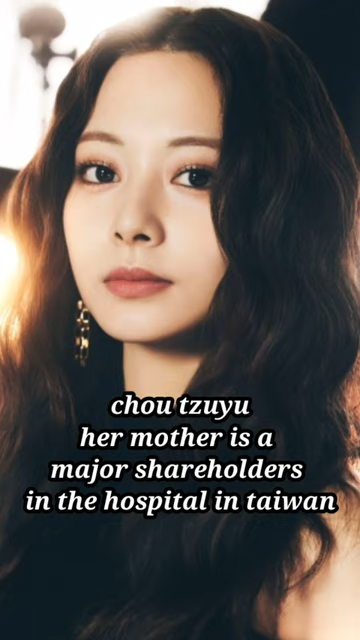 chou tzuyu
her mother is a
major shareholders
in the hospital in taiwan